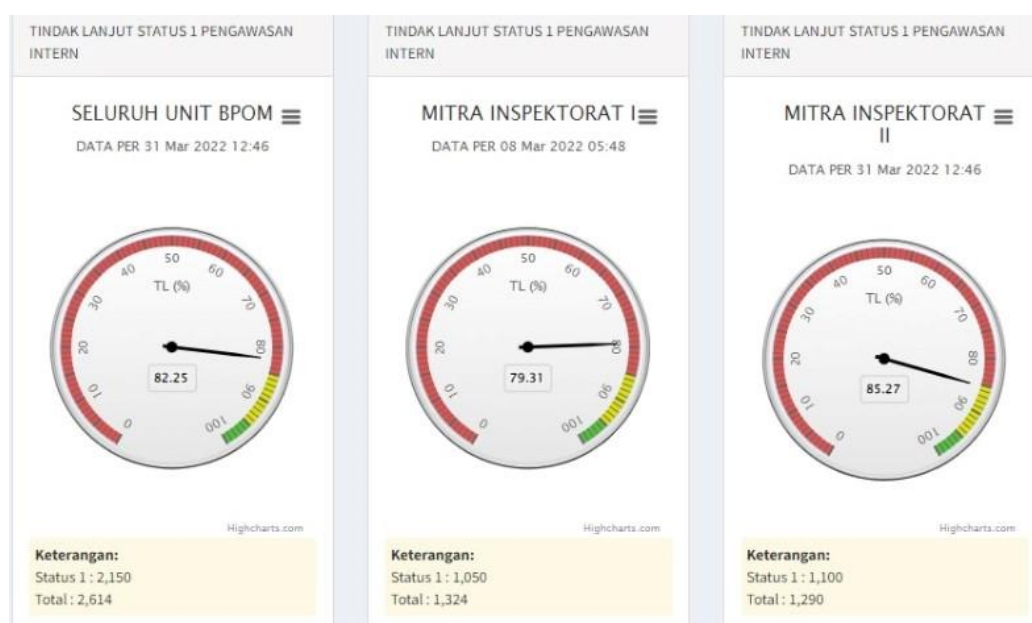 TINDAK LANJUT STATUS 1 PENGAWASAN
INTERN
SELURUH UNIT BPOM
DATA PER 31 Mar 2022 12:46
0
10
20
30
40
50
60
70
80
90
100
TL (%)
82.25
Highcharts.com
Keterangan:
Status 1 : 2,150
Total : 2,614
TINDAK LANJUT STATUS 1 PENGAWASAN
INTERN
MITRA INSPEKTORAT I
DATA PER 08 Mar 2022 05:48
0
10
20
30
40
50
60
70
80
90
100
TL (%)
79.31
Highcharts.com
Keterangan:
Status 1 : 1,050
Total : 1,324
TINDAK LANJUT STATUS 1 PENGAWASAN
INTERN
MITRA INSPEKTORAT
II
DATA PER 31 Mar 2022 12:46
0
10
20
30
40
50
60
70
80
90
100
TL (%)
85.27
Highcharts.com
Keterangan:
Status 1 : 1,100
Total : 1,290